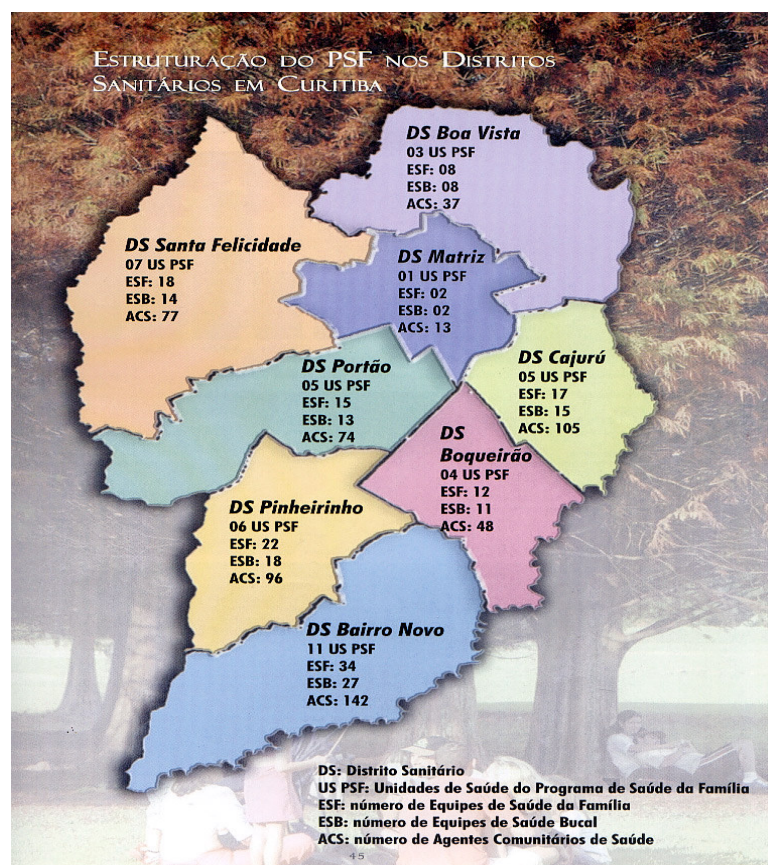 ESTRUTURAÇÃO DO PSF NOS DISTRITOS
SANITÁRIOS EM CURITIBA
DS Boa Vista
03 US PSF
ESF: 08
ESB: 08
ACS: 37
DS Santa Felicidade
07 US PSF
ESF: 18
ESB: 14
ACS: 77
DS Matriz
01 US PSF
ESF: 02
ESB: 02
ACS: 13
DS Portão
05 US PSF
ESF: 15
ESB: 13
ACS: 74
DS Cajurú
05 US PSF
ESF: 17
ESB: 15
ACS: 105
DS
Boqueirão
04 US PSF
ESF: 12
ESB: 11
ACS: 48
DS Pinheirinho
06 US PSF
ESF: 22
ESB: 18
ACS: 96
DS Bairro Novo
11 US PSF
ESF: 34
ESB: 27
ACS: 142
DS: Distrito Sanitário
US PSF: Unidades de Saúde do Programa de Saúde da Família
ESF: número de Equipes de Saúde da Família
ESB: número de Equipes de Saúde Bucal
ACS: número de Agentes Comunitários de Saúde
45